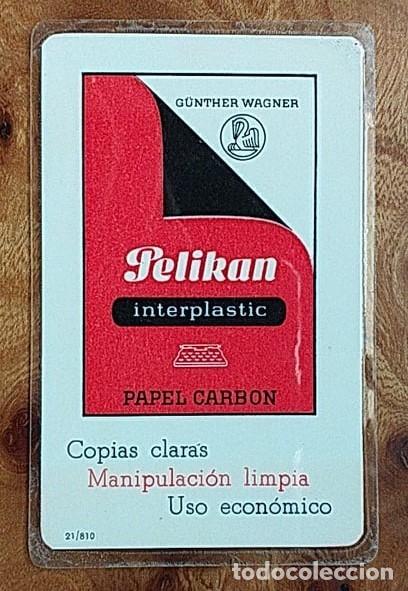 GÜNTHER WAGNER
Pelikan
interplastic
PAPEL CARBON
Copias claras
Manipulación limpia
Uso económico
21/810
todocoleccion